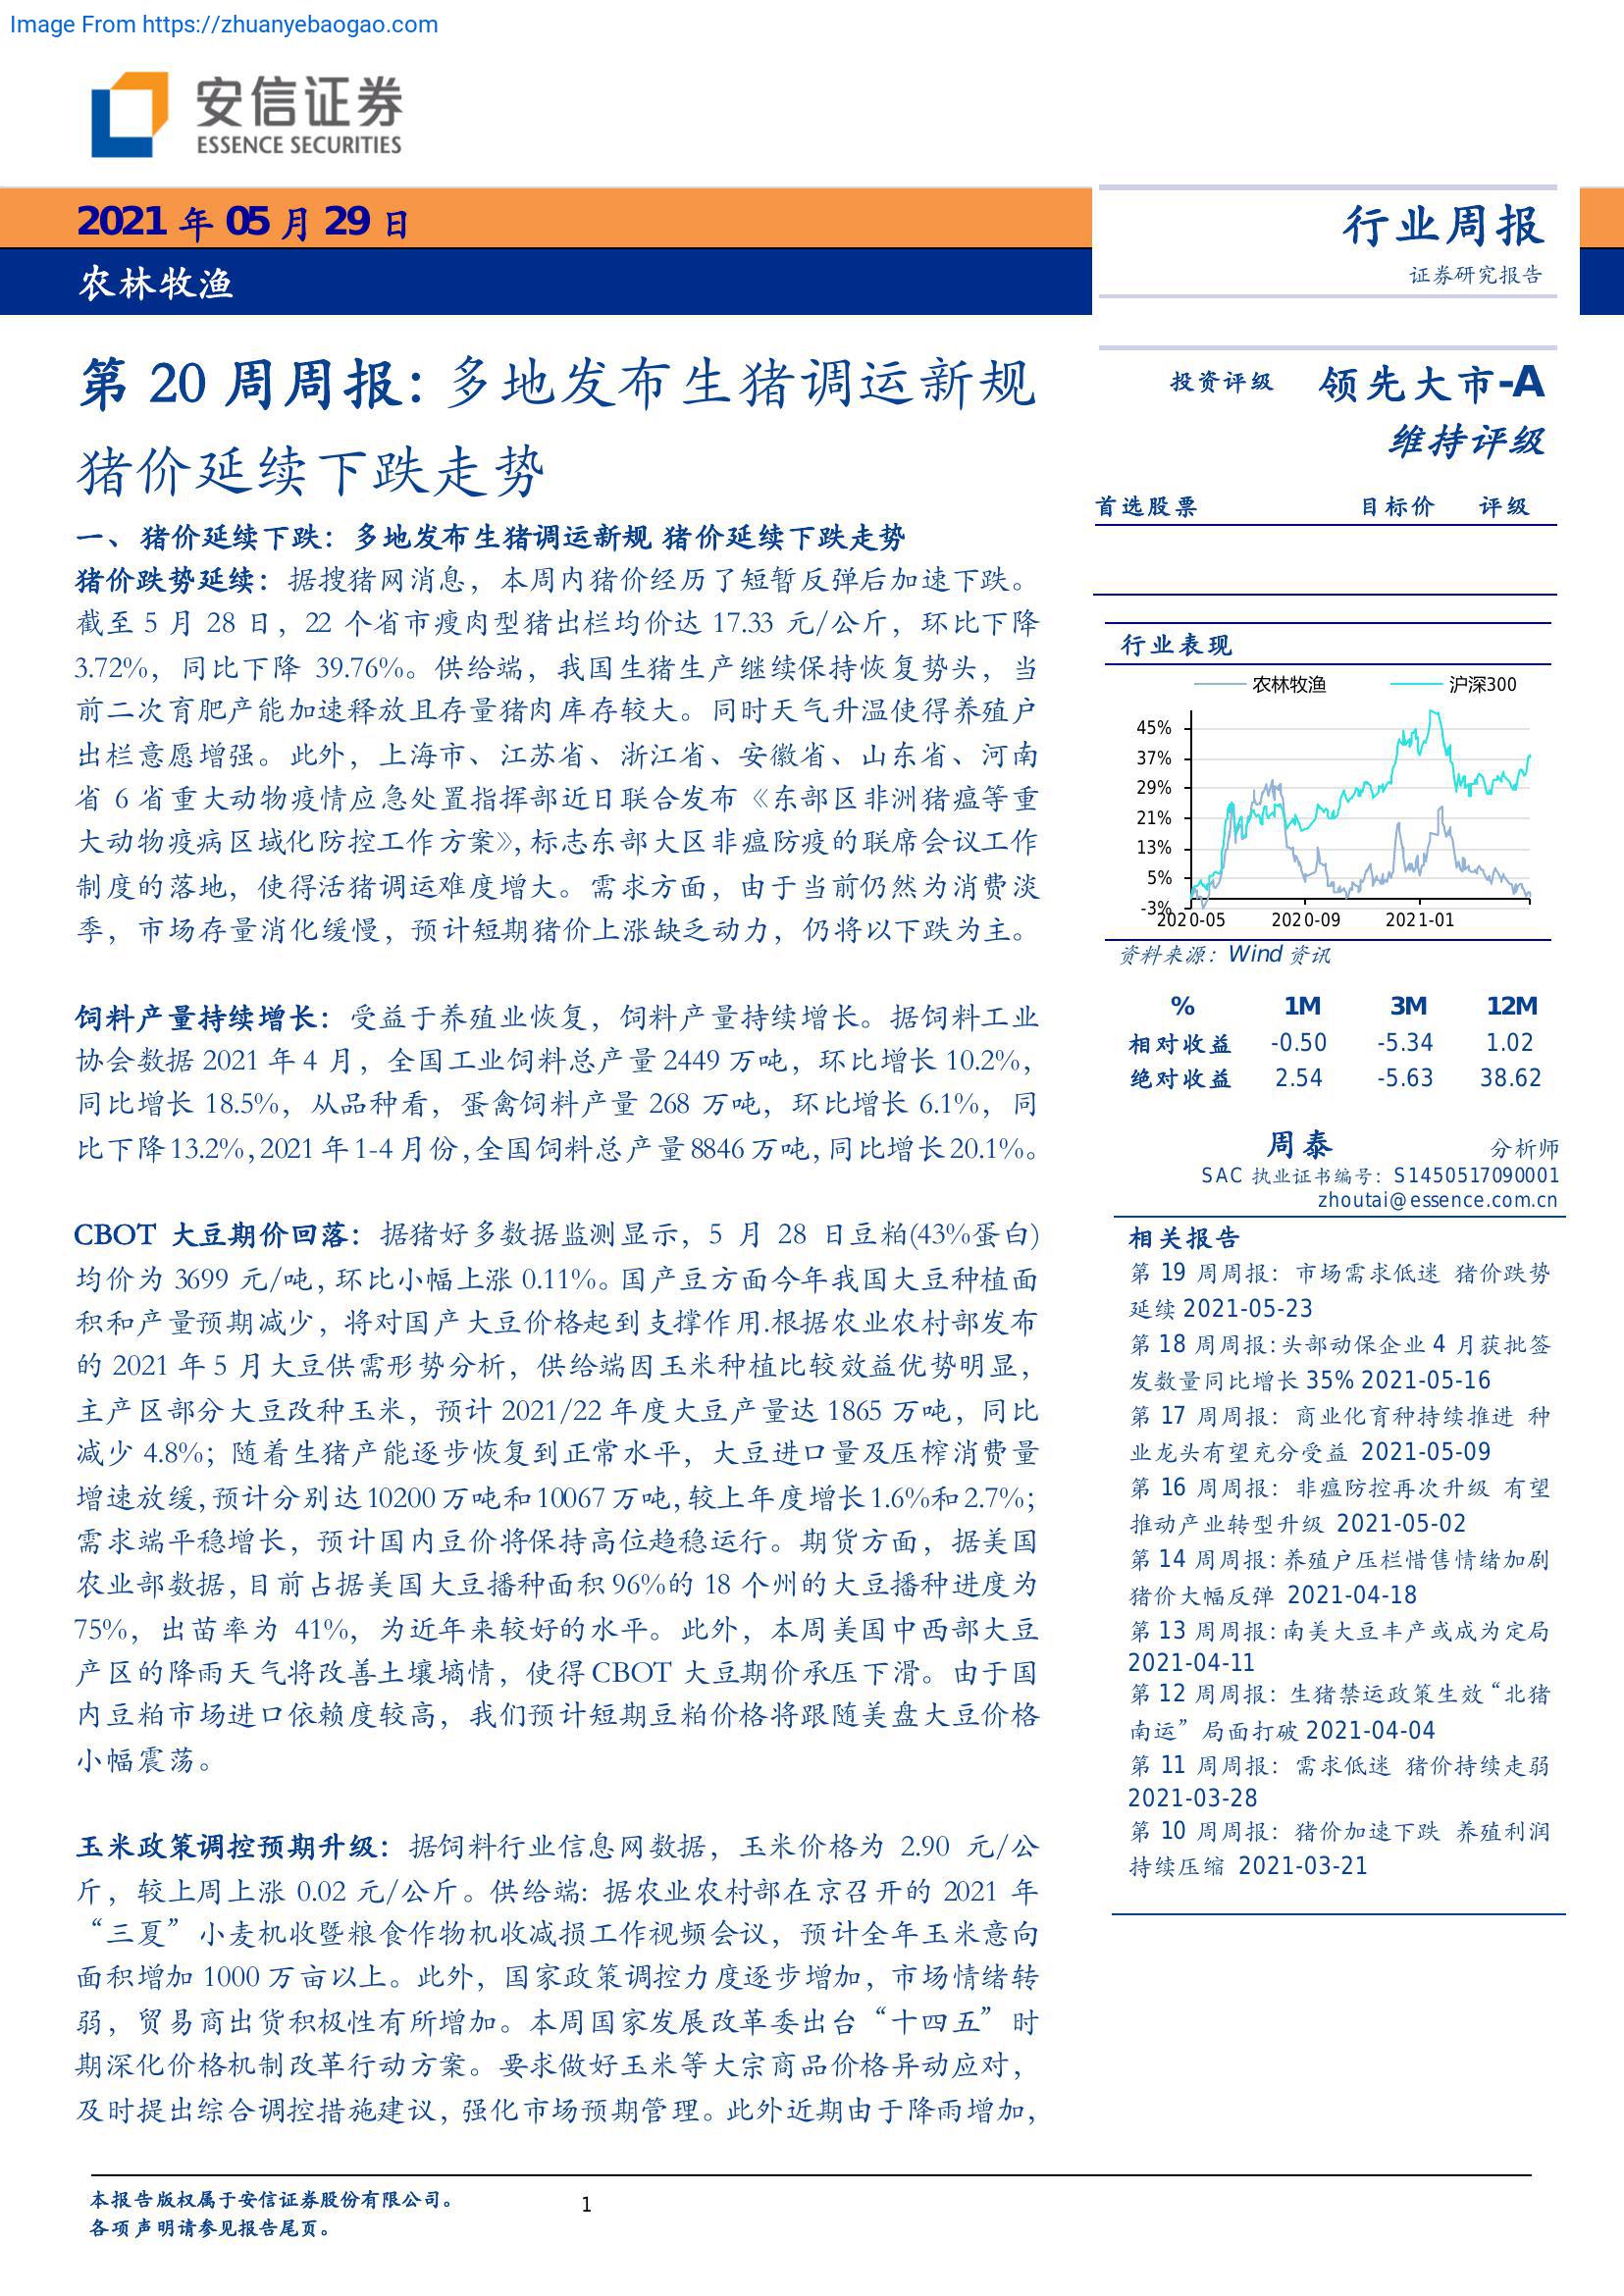 Image From https://zhuanyebaogao.com
安信证券
ESSENCE SECURITIES
2021 年 05 月 29 日
农林牧渔
行业周报
证券研究报告
第 20 周周报：多地发布生猪调运新规
猪价延续下跌走势
一、猪价延续下跌：多地发布生猪调运新规 猪价延续下跌走势
猪价跌势延续：据搜猪网消息，本周内猪价经历了短暂反弹后加速下跌。
截至 5 月 28 日，22 个省市瘦肉型猪出栏均价达 17.33 元/公斤，环比下降
3.72%，同比下降 39.76%。供给端，我国生猪生产继续保持恢复势头，当
前二次育肥产能加速释放且存量猪肉库存较大。同时天气升温使得养殖户
出栏意愿增强。此外，上海市、江苏省、浙江省、安徽省、山东省、河南
省 6 省重大动物疫情应急处置指挥部近日联合发布《东部区非洲猪瘟等重
大动物疫病区域化防控工作方案》，标志东部大区非瘟防疫的联席会议工作
制度的落地，使得活猪调运难度增大。需求方面，由于当前仍然为消费淡
季，市场存量消化缓慢，预计短期猪价上涨缺乏动力，仍将以下跌为主。
饲料产量持续增长：受益于养殖业恢复，饲料产量持续增长。据饲料工业
协会数据 2021 年 4 月，全国工业饲料总产量 2449 万吨，环比增长 10.2%，
同比增长 18.5%，从品种看，蛋禽饲料产量 268 万吨，环比增长 6.1%，同
比下降 13.2%，2021 年 1-4 月份，全国饲料总产量 8846 万吨，同比增长 20.1%。
CBOT 大豆期价回落：据猪好多数据监测显示，5 月 28 日豆粕(43%蛋白)
均价为 3699 元/吨，环比小幅上涨 0.11%。国产豆方面今年我国大豆种植面
积和产量预期减少，将对国产大豆价格起到支撑作用.根据农业农村部发布
的 2021 年 5 月大豆供需形势分析，供给端因玉米种植比较效益优势明显，
主产区部分大豆改种玉米，预计 2021/22 年度大豆产量达 1865 万吨，同比
减少 4.8%；随着生猪产能逐步恢复到正常水平，大豆进口量及压榨消费量
增速放缓，预计分别达 10200 万吨和 10067 万吨，较上年度增长 1.6%和 2.7%；
需求端平稳增长，预计国内豆价将保持高位趋稳运行。期货方面，据美国
农业部数据，目前占据美国大豆播种面积 96%的 18 个州的大豆播种进度为
75%，出苗率为 41%，为近年来较好的水平。此外，本周美国中西部大豆
产区的降雨天气将改善土壤墒情，使得 CBOT 大豆期价承压下滑。由于国
内豆粕市场进口依赖度较高，我们预计短期豆粕价格将跟随美盘大豆价格
小幅震荡。
玉米政策调控预期升级：据饲料行业信息网数据，玉米价格为 2.90 元/公
斤，较上周上涨 0.02 元/公斤。供给端：据农业农村部在京召开的 2021 年
“三夏”小麦机收暨粮食作物机收减损工作视频会议，预计全年玉米意向
面积增加 1000 万亩以上。此外，国家政策调控力度逐步增加，市场情绪转
弱，贸易商出货积极性有所增加。本周国家发展改革委出台“十四五”时
期深化价格机制改革行动方案。要求做好玉米等大宗商品价格异动应对，
及时提出综合调控措施建议，强化市场预期管理。此外近期由于降雨增加，
投资评级 领先大市-A
维持评级
首选股票 目标价 评级
行业表现
农林牧渔 沪深300
45%
37%
29%
21%
13%
5%
-3%
2020-05 2020-09 2021-01
资料来源：Wind 资讯
% 1M 3M 12M
相对收益 -0.50 -5.34 1.02
绝对收益 2.54 -5.63 38.62
周泰 分析师
SAC 执业证书编号：S1450517090001
zhoutai@essence.com.cn
相关报告
第 19 周周报：市场需求低迷 猪价跌势
延续 2021-05-23
第 18 周周报：头部动保企业 4 月获批签
发数量同比增长 35% 2021-05-16
第 17 周周报：商业化育种持续推进 种
业龙头有望充分受益 2021-05-09
第 16 周周报：非瘟防控再次升级 有望
推动产业转型升级 2021-05-02
第 14 周周报：养殖户压栏惜售情绪加剧
猪价大幅反弹 2021-04-18
第 13 周周报：南美大豆丰产或成为定局
2021-04-11
第 12 周周报：生猪禁运政策生效“北猪
南运”局面打破 2021-04-04
第 11 周周报：需求低迷 猪价持续走弱
2021-03-28
第 10 周周报：猪价加速下跌 养殖利润
持续压缩 2021-03-21
本报告版权属于安信证券股份有限公司。
各项声明请参见报告尾页。
1